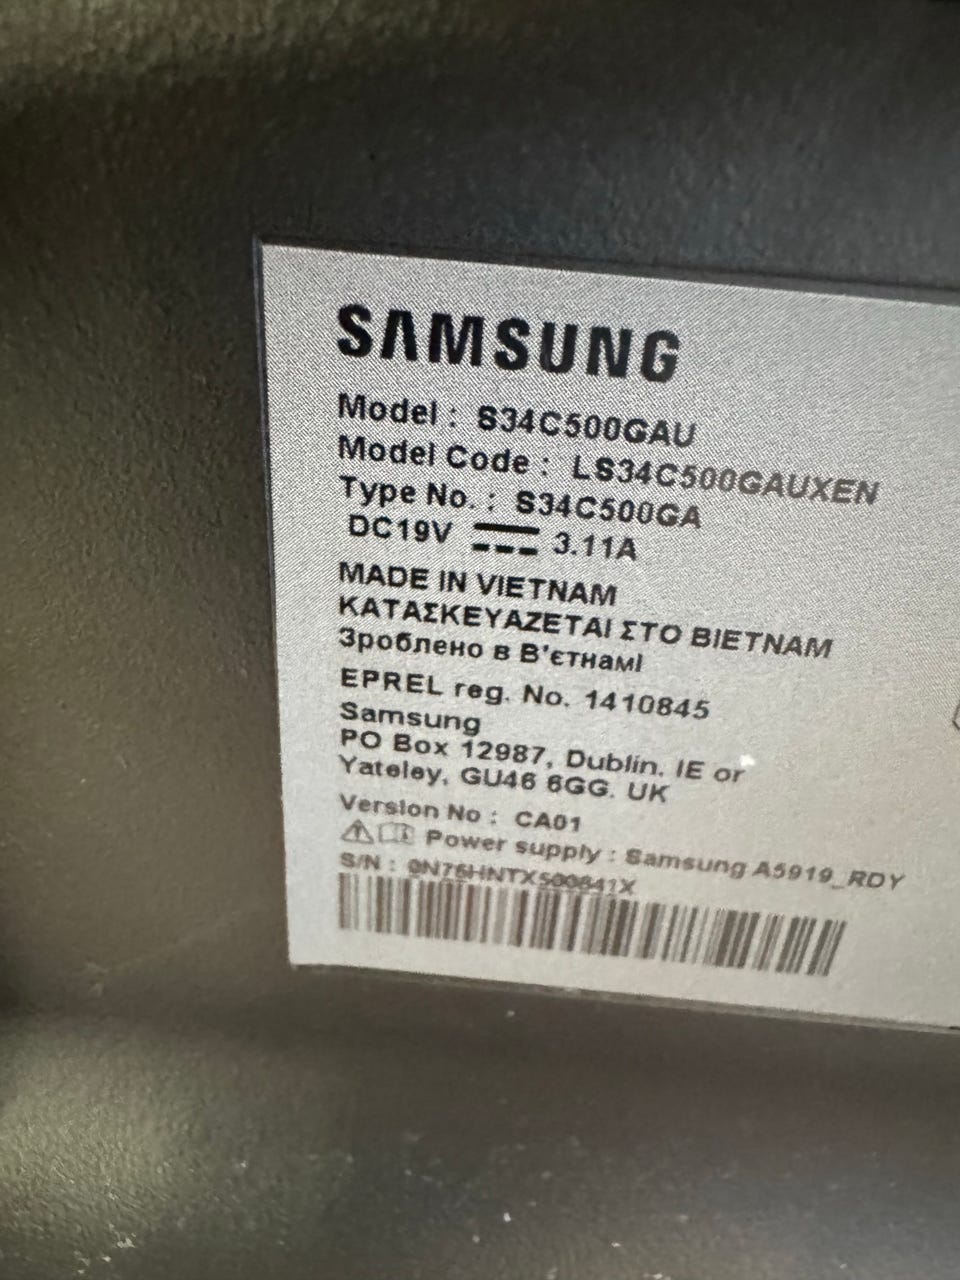 SAMSUNG
Model : S34C500GAU
Model Code : LS34C500GAUXEN
Type No. : S34C500GA
DC19V 3.11A
MADE IN VIETNAM
ΚΑΤΑΣΚΕΥΑΖΕΤΑΙ ΣΤΟ ΒΙΕΤΝΑΜ
Зроблено в В'єтнамі
EPREL reg. No. 1410845
Samsung
PO Box 12987, Dublin. IE or
Yateley, GU46 6GG. UK
Version No : CA01
Power supply : Samsung A5919_RDY
S/N :